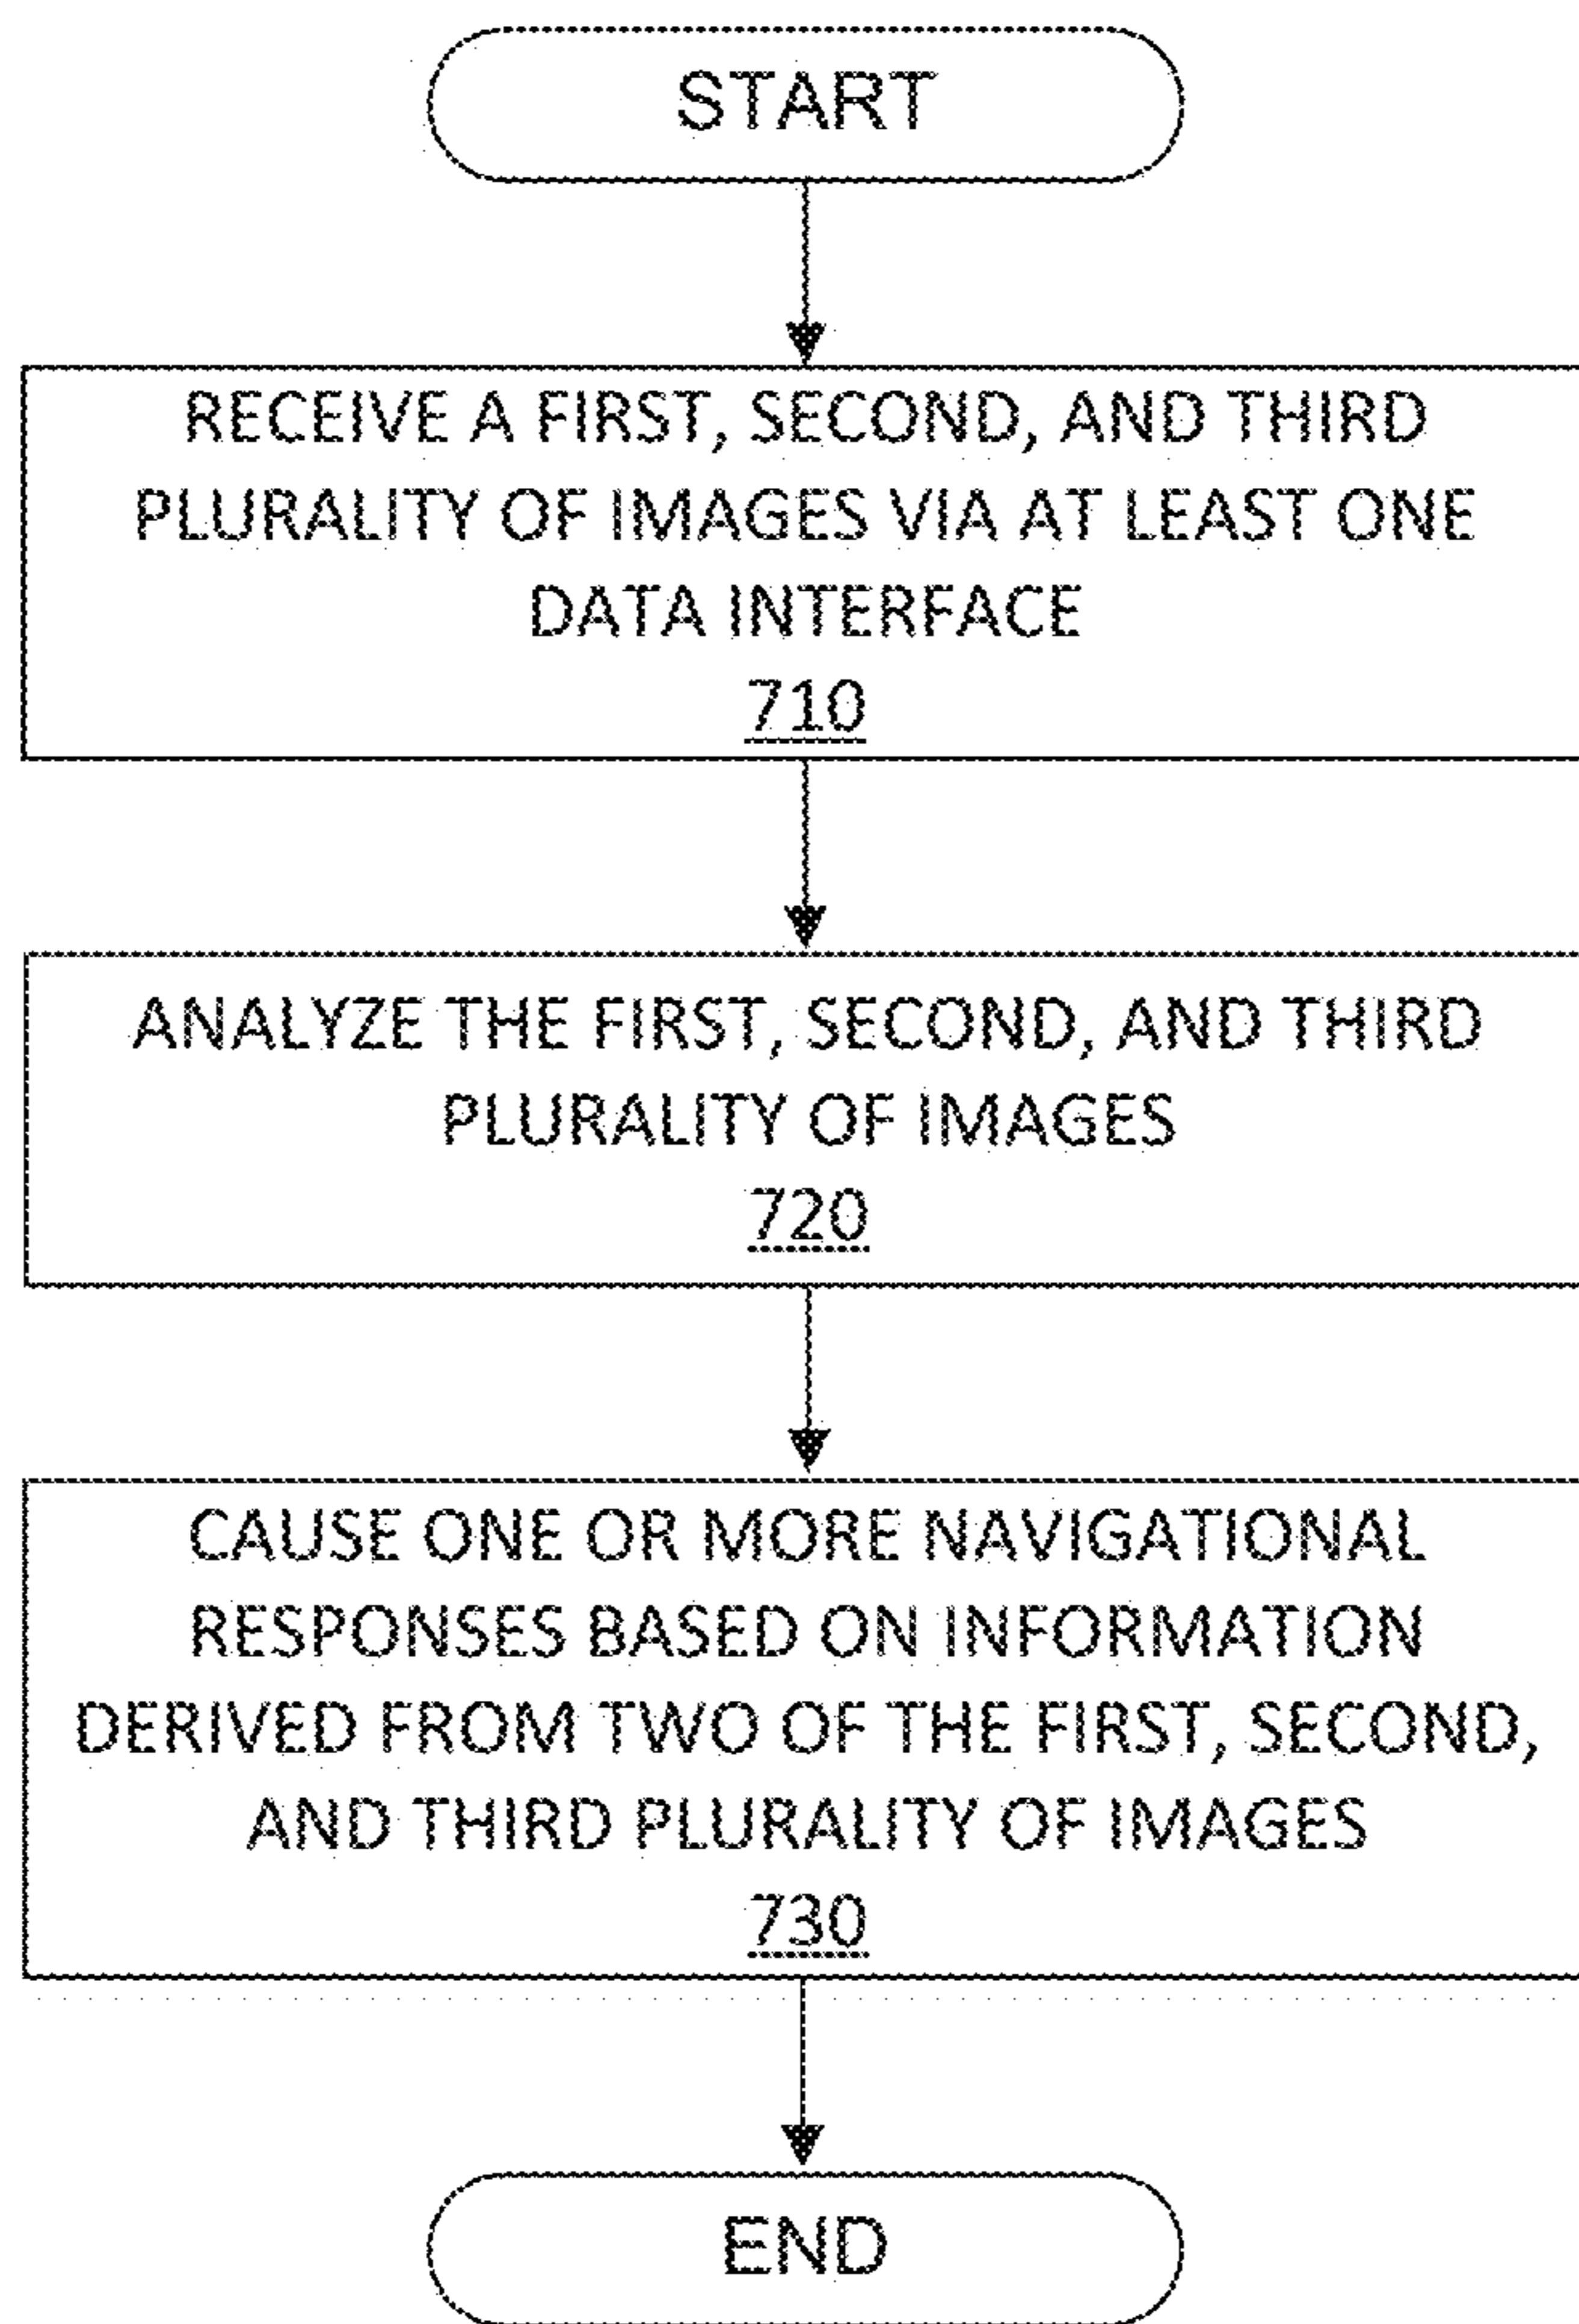 START
RECEIVE A FIRST, SECOND, AND THIRD
PLURALITY OF IMAGES VIA AT LEAST ONE
DATA INTERFACE
710
ANALYZE THE FIRST, SECOND, AND THIRD
PLURALITY OF IMAGES
720
CAUSE ONE OR MORE NAVIGATIONAL
RESPONSES BASED ON INFORMATION
DERIVED FROM TWO OF THE FIRST, SECOND,
AND THIRD PLURALITY OF IMAGES
730
END